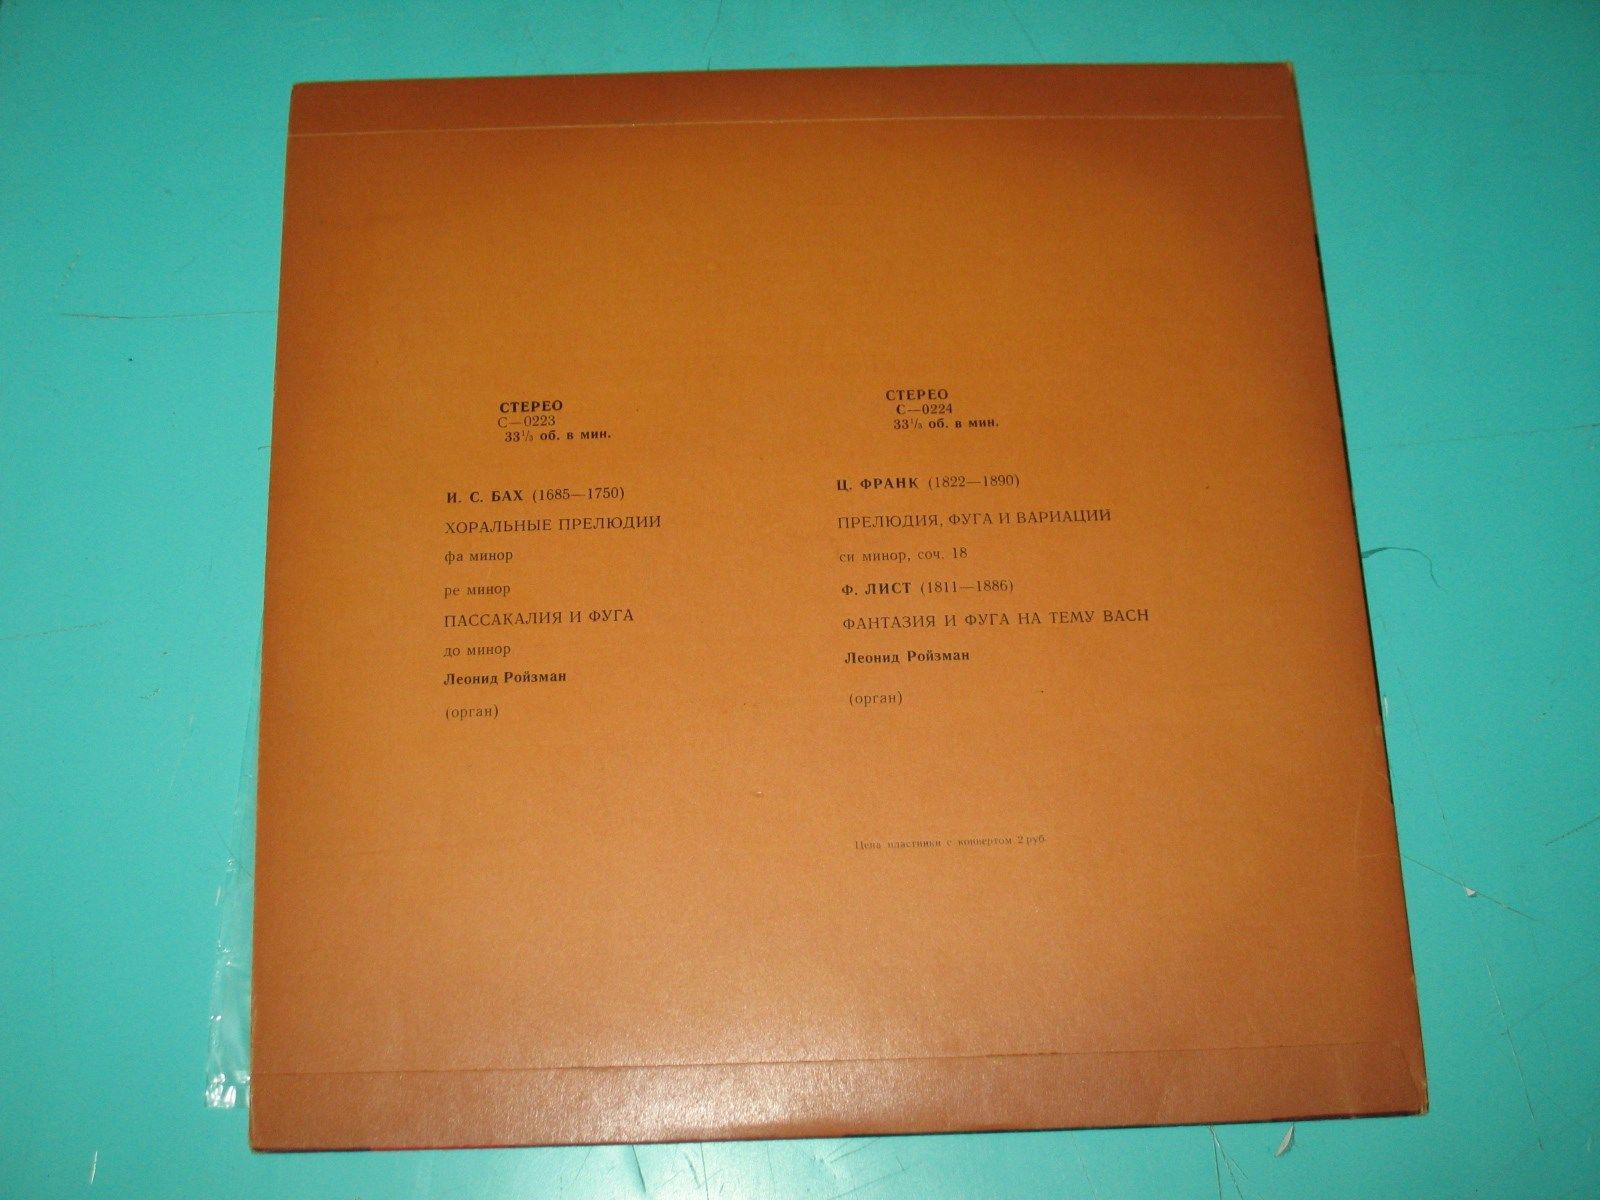 СТЕРЕО
С—0223
33⅓ об. в мин.
И. С. БАХ (1685—1750)
ХОРАЛЬНЫЕ ПРЕЛЮДИИ
фа минор
ре минор
ПАССАКАЛИЯ И ФУГА
до минор
Леонид Ройзман
(орган)
СТЕРЕО
С—0224
33⅓ об. в мин.
Ц. ФРАНК (1822—1890)
ПРЕЛЮДИЯ, ФУГА И ВАРИАЦИИ
си минор, соч. 18
Ф. ЛИСТ (1811—1886)
ФАНТАЗИЯ И ФУГА НА ТЕМУ BACH
Леонид Ройзман
(орган)
Цена пластинки с конвертом 2 руб.